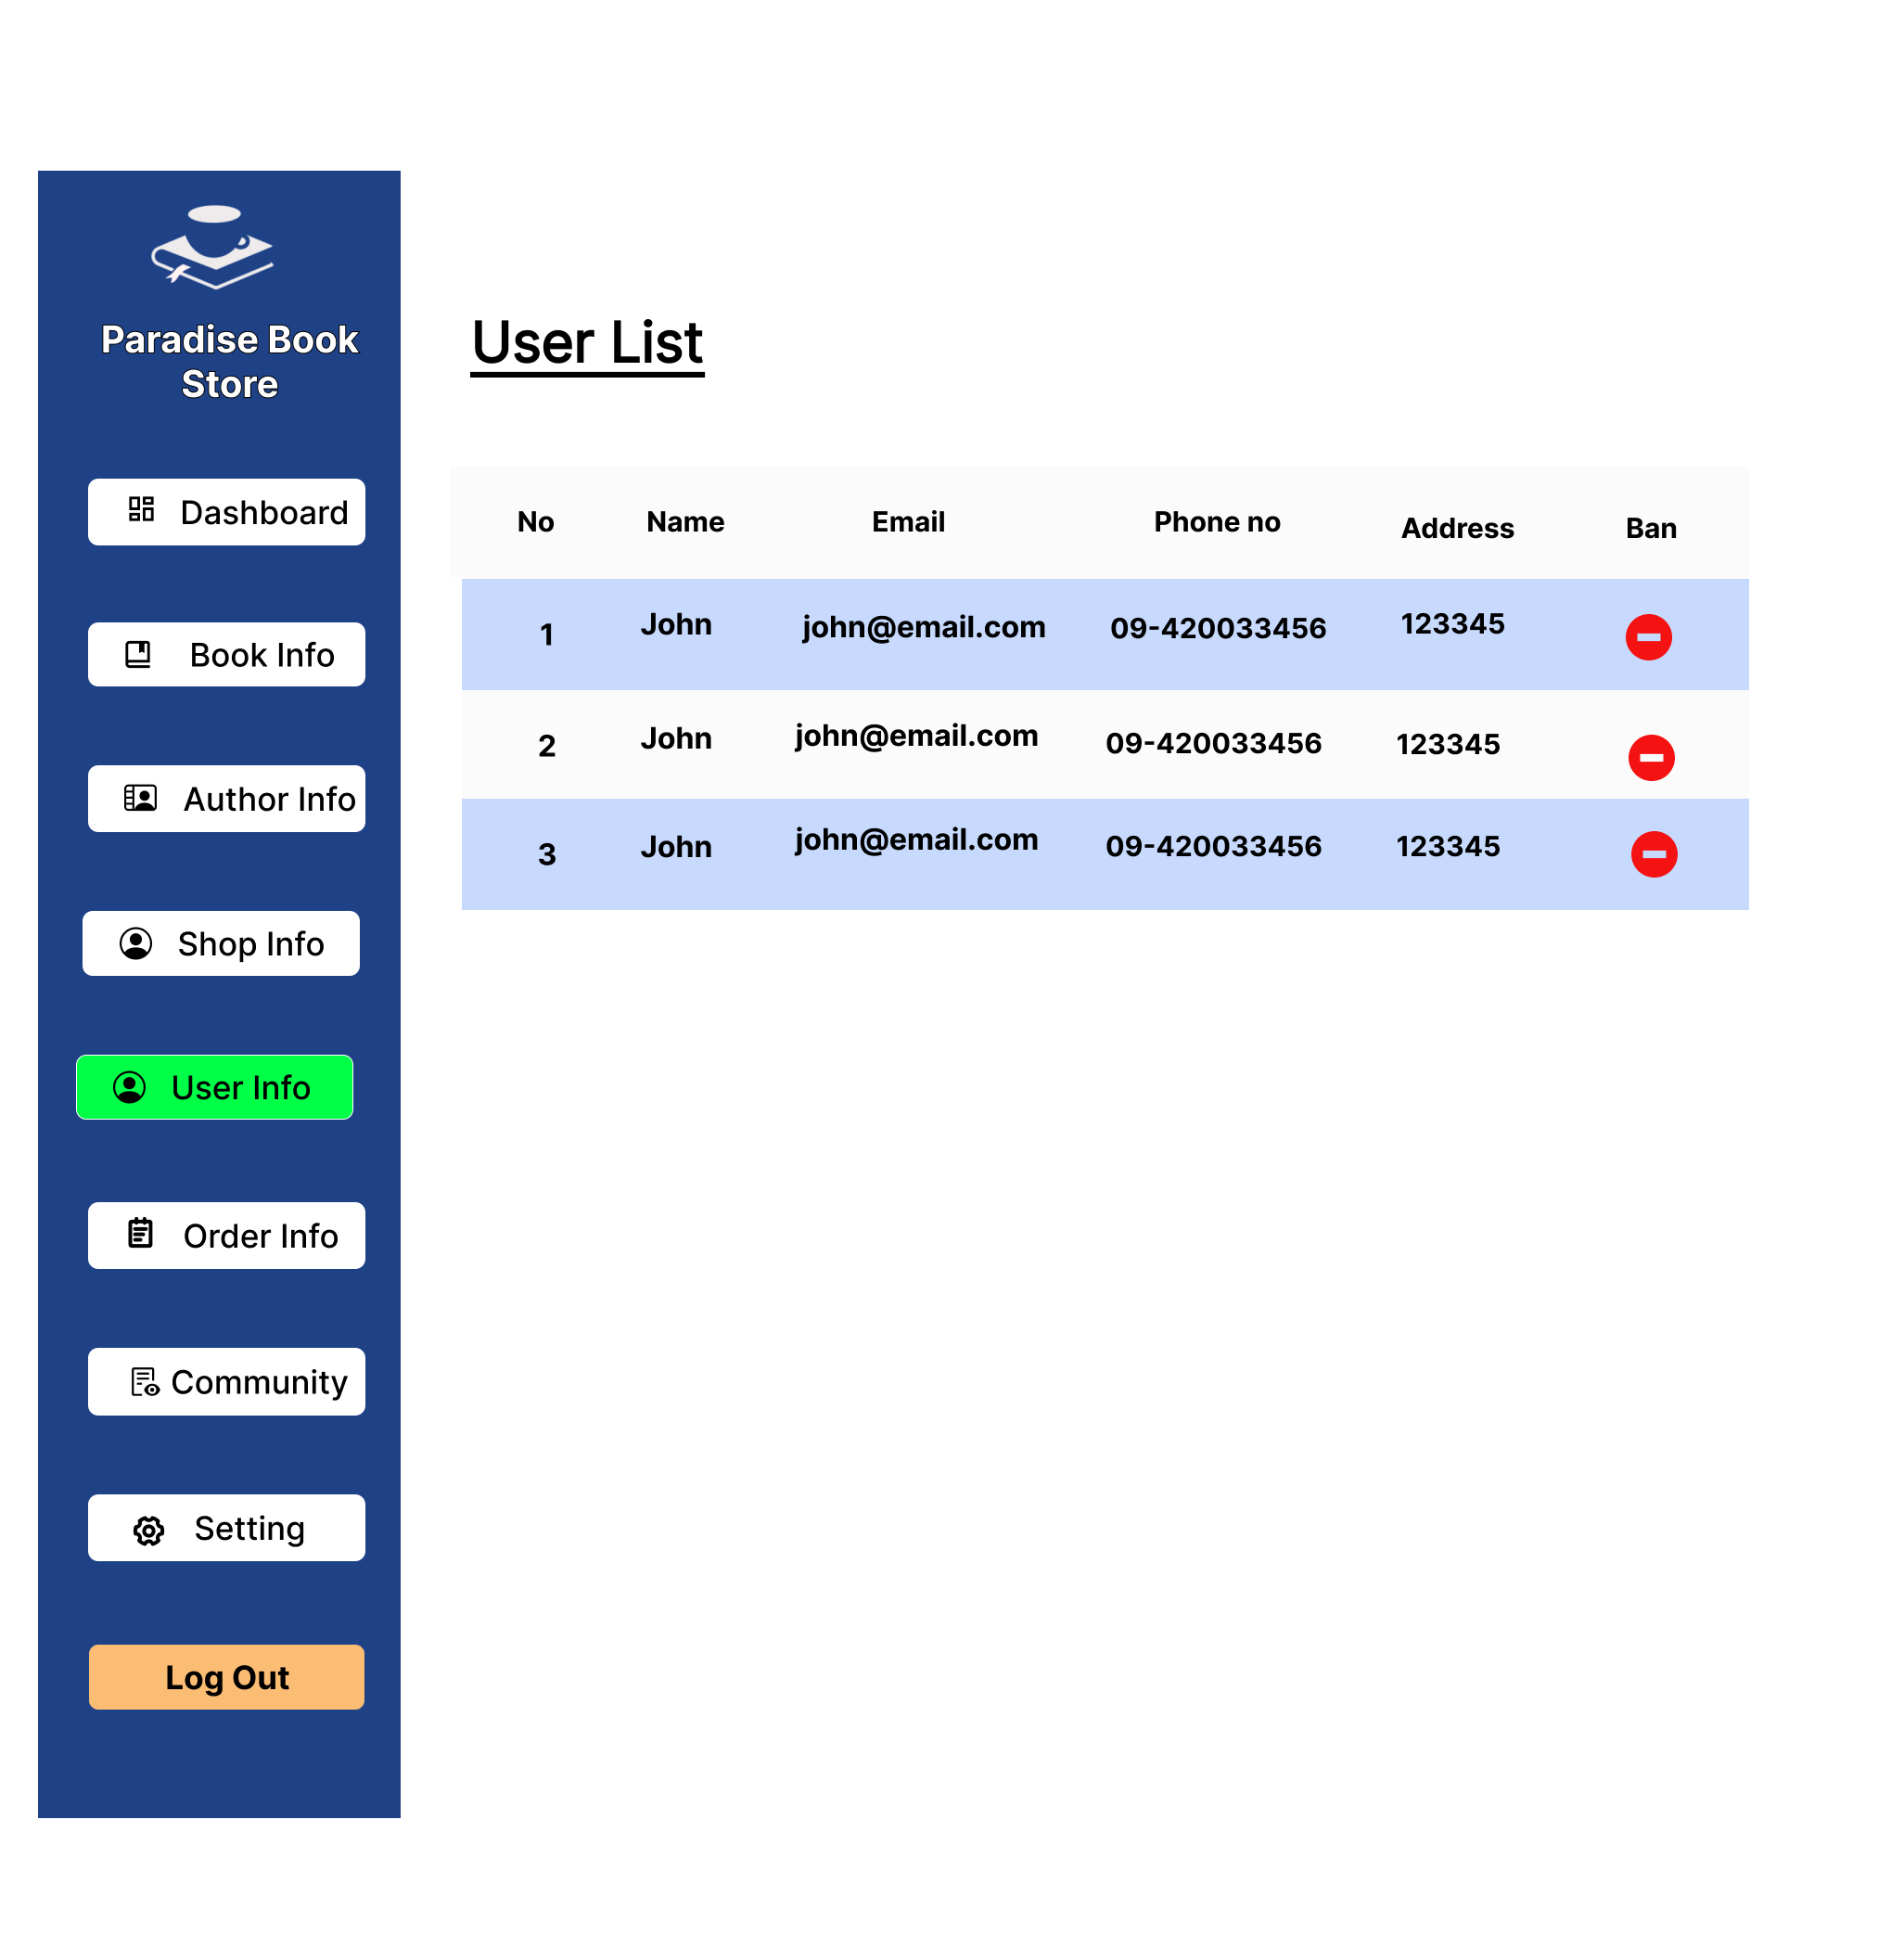 Paradise Book
Store
Dashboard
Book Info
Author Info
Shop Info
User Info
Order Info
Community
Setting
Log Out
User List
No Name Email Phone no Address Ban
1 John john@email.com 09-420033456 123345
2 John john@email.com 09-420033456 123345
3 John john@email.com 09-420033456 123345